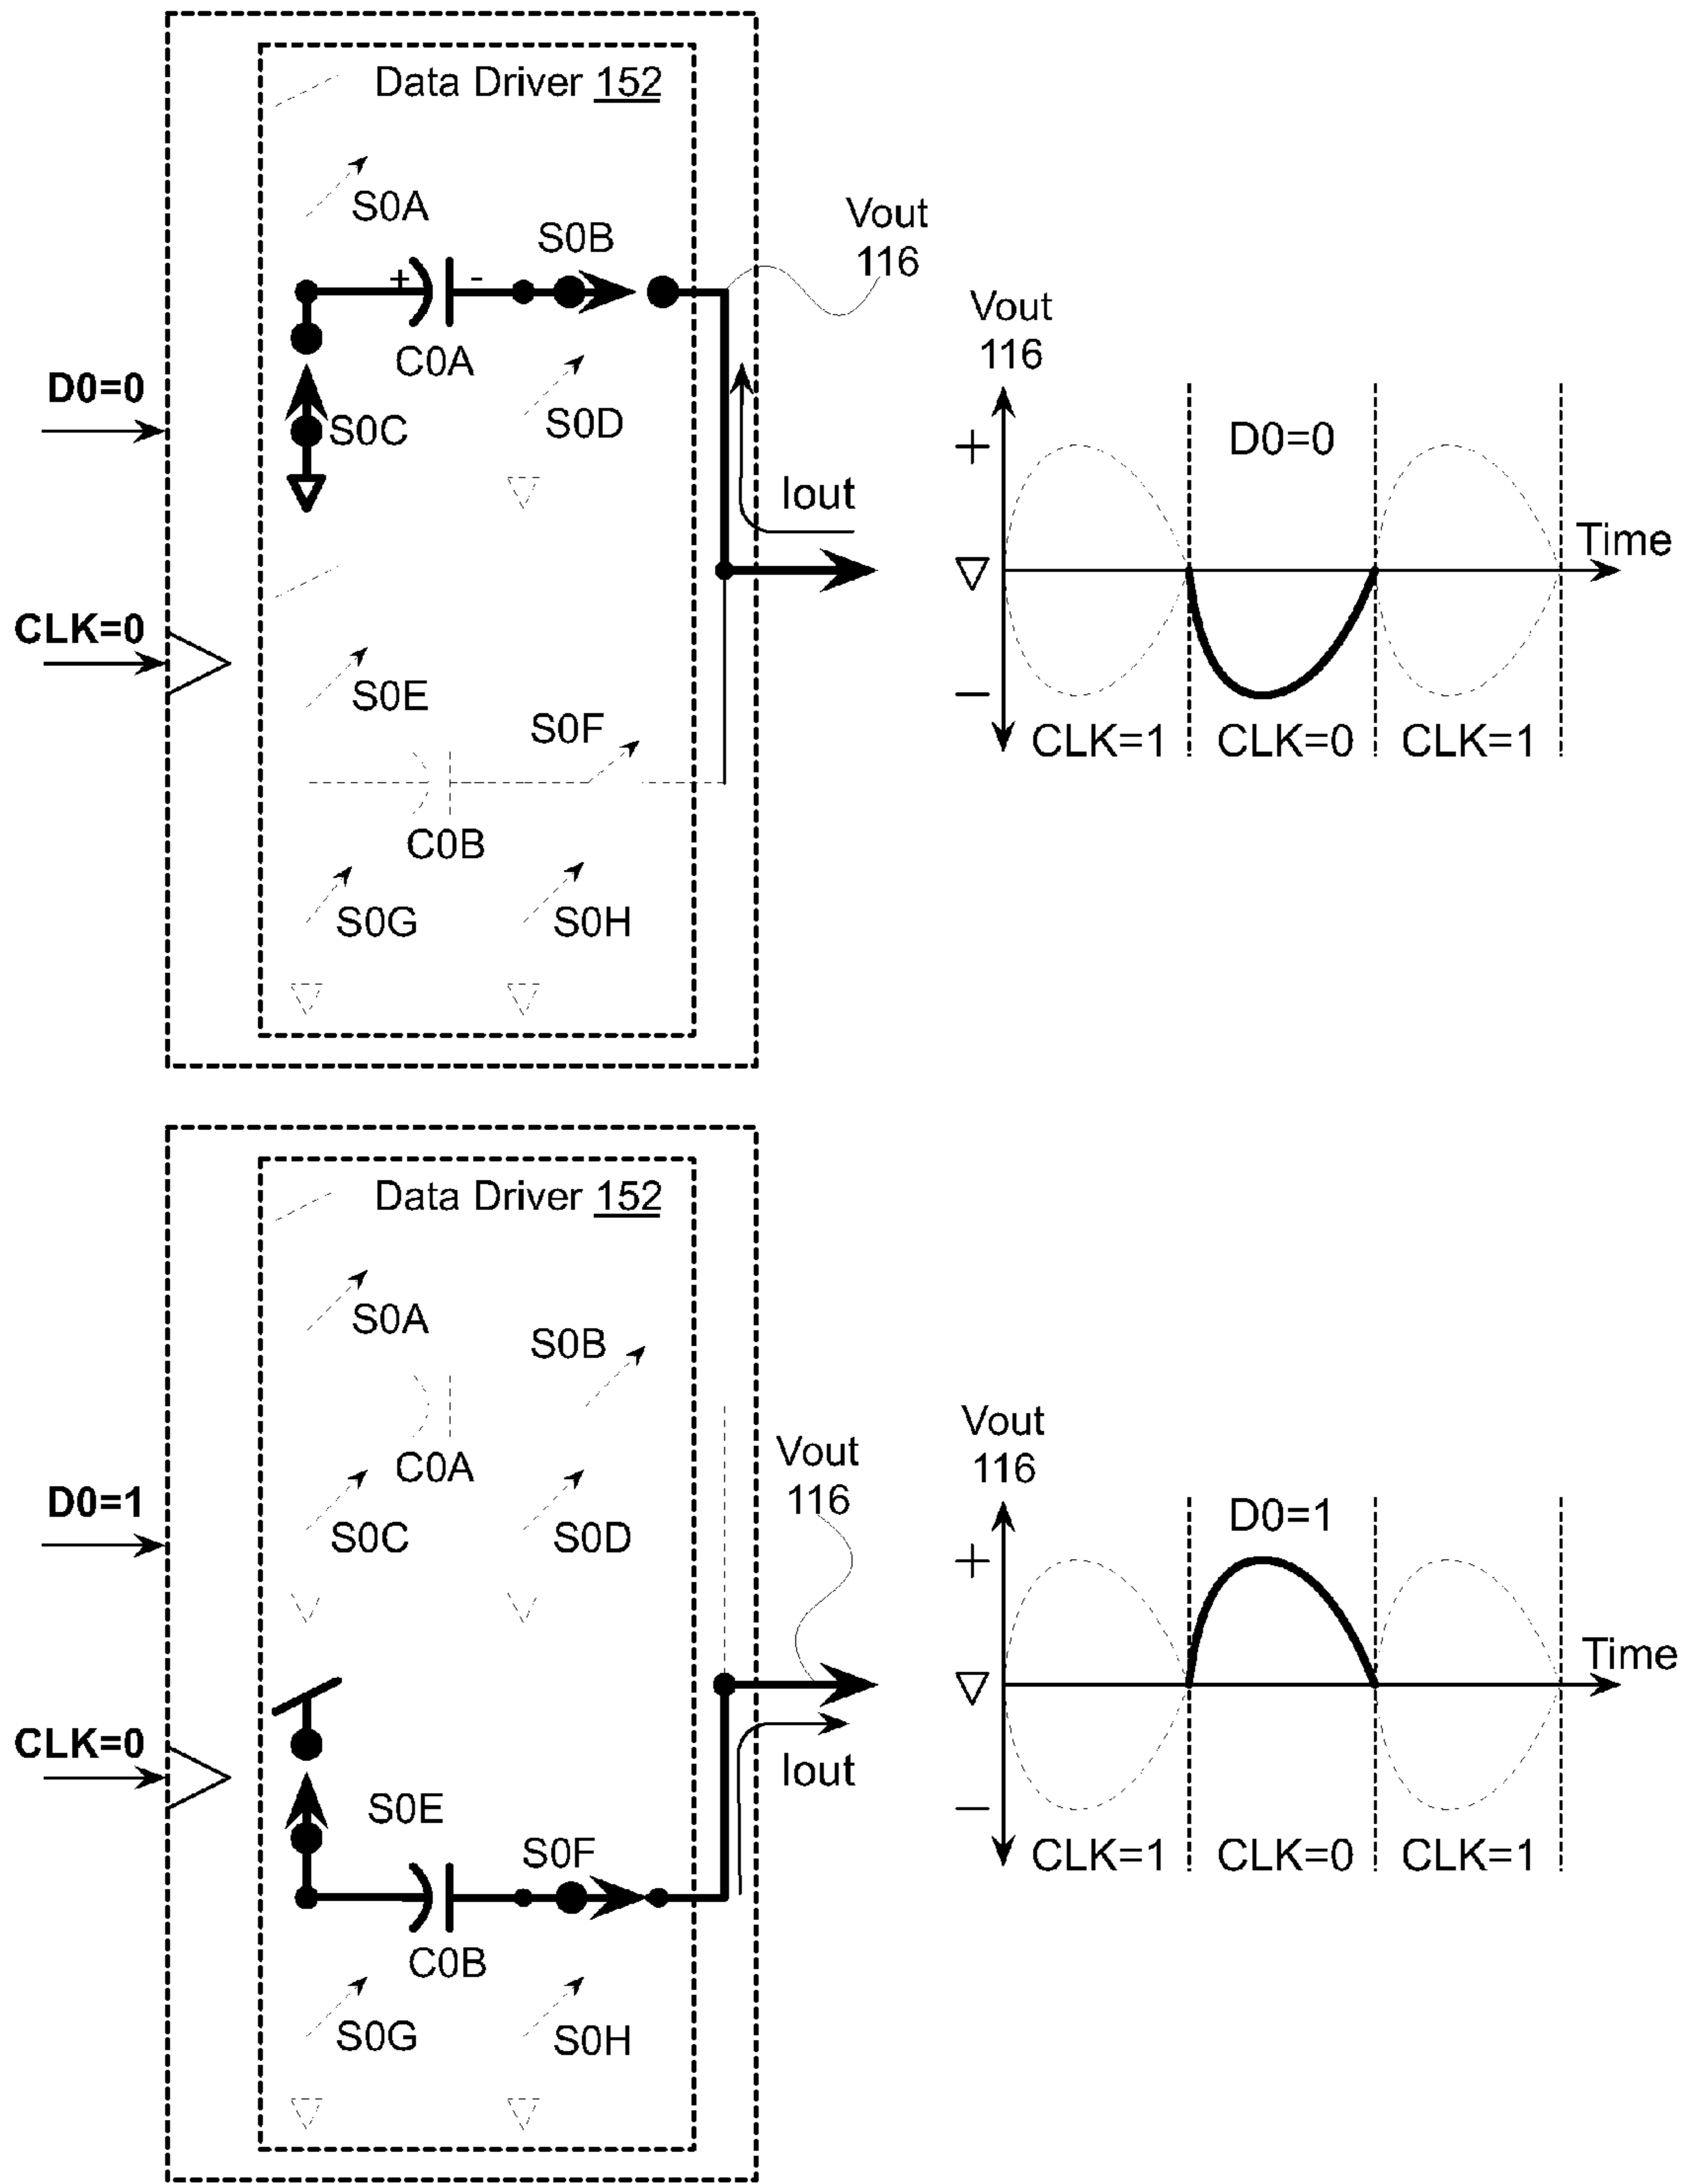 Data Driver 152
S0A
S0B
+ -
C0A
D0=0
S0C
S0D
Vout
116
Iout
CLK=0
S0E
S0F
C0B
S0G
S0H
Vout
116
+
D0=0
Time
−
CLK=1
CLK=0
CLK=1
Data Driver 152
S0A
S0B
C0A
D0=1
S0C
S0D
Vout
116
CLK=0
Iout
S0E
S0F
C0B
S0G
S0H
Vout
116
+
D0=1
Time
−
CLK=1
CLK=0
CLK=1